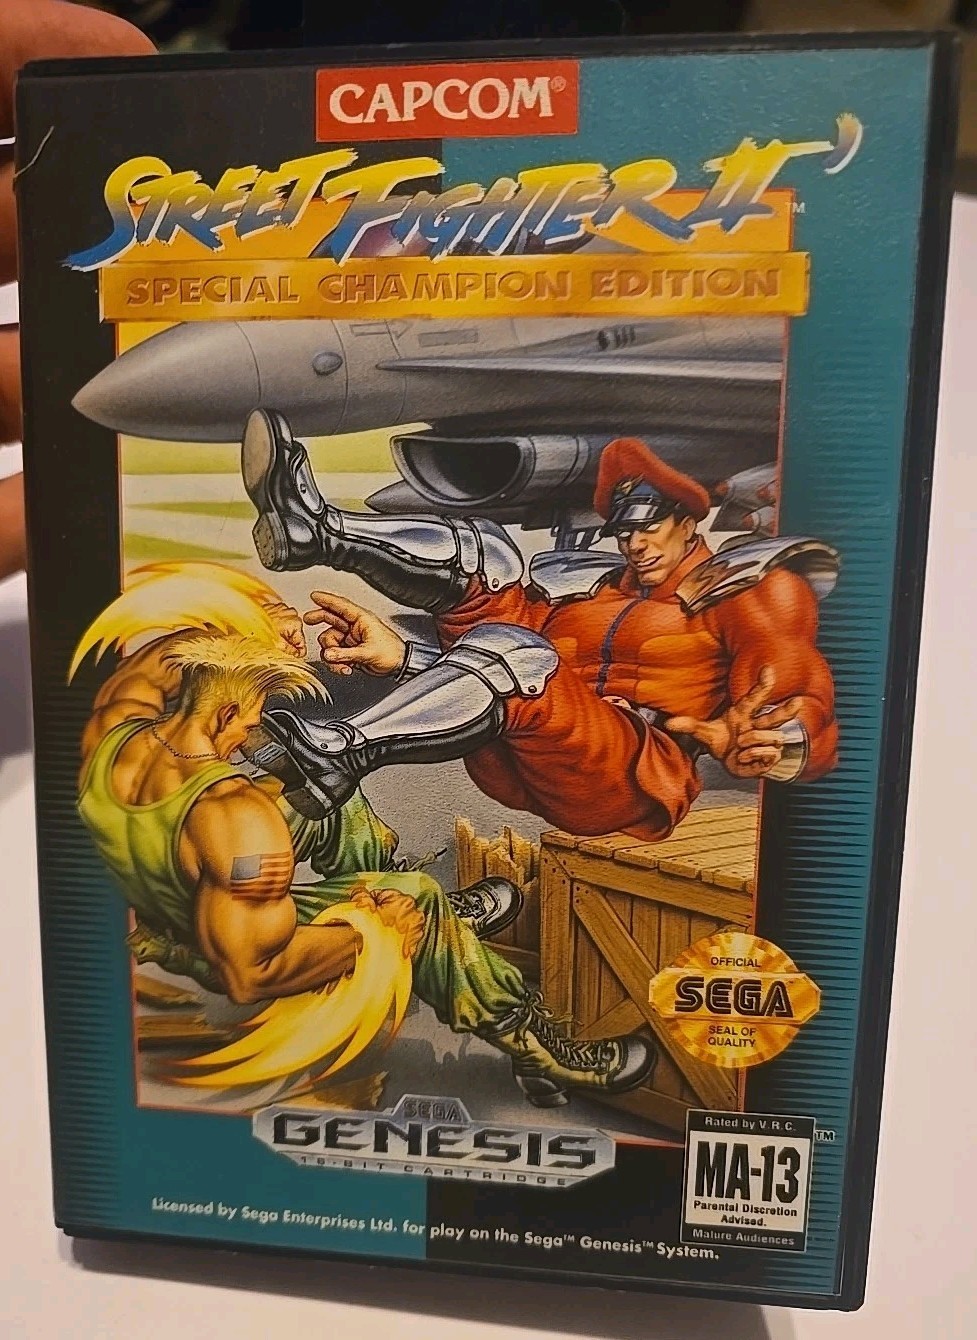 CAPCOM®
STREET FIGHTER II' ™
SPECIAL CHAMPION EDITION
OFFICIAL
SEGA
SEAL OF
QUALITY
SEGA
GENESIS
16-BIT CARTRIDGE
Rated by V.R.C.
™
MA-13
Parental Discretion
Advised.
Mature Audiences
Licensed by Sega Enterprises Ltd. for play on the Sega™ Genesis™ System.